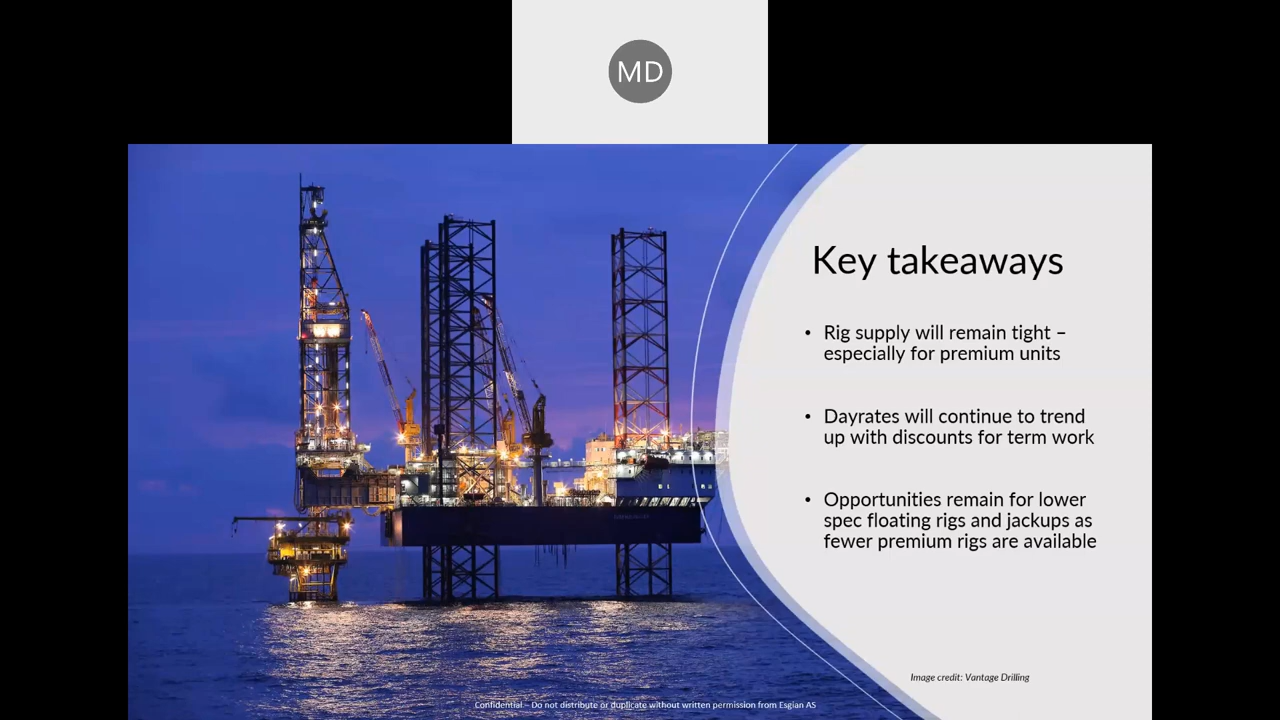 MD
Key takeaways
• Rig supply will remain tight –
especially for premium units
• Dayrates will continue to trend
up with discounts for term work
• Opportunities remain for lower
spec floating rigs and jackups as
fewer premium rigs are available
Image credit: Vantage Drilling
Confidential – Do not distribute or duplicate without written permission from Esgian AS